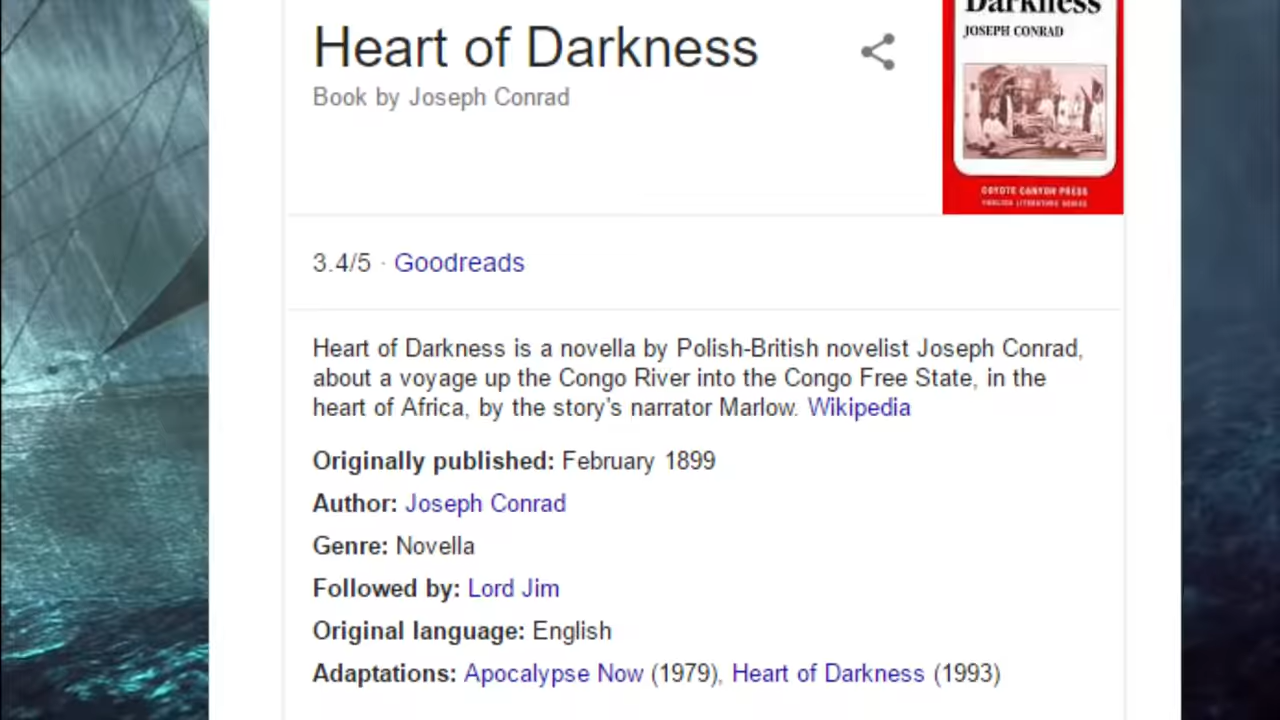 Heart of Darkness
Book by Joseph Conrad
Darkness
JOSEPH CONRAD
COYOTE CANYON PRESS
3.4/5 · Goodreads
Heart of Darkness is a novella by Polish-British novelist Joseph Conrad,
about a voyage up the Congo River into the Congo Free State, in the
heart of Africa, by the story's narrator Marlow. Wikipedia
Originally published: February 1899
Author: Joseph Conrad
Genre: Novella
Followed by: Lord Jim
Original language: English
Adaptations: Apocalypse Now (1979), Heart of Darkness (1993)